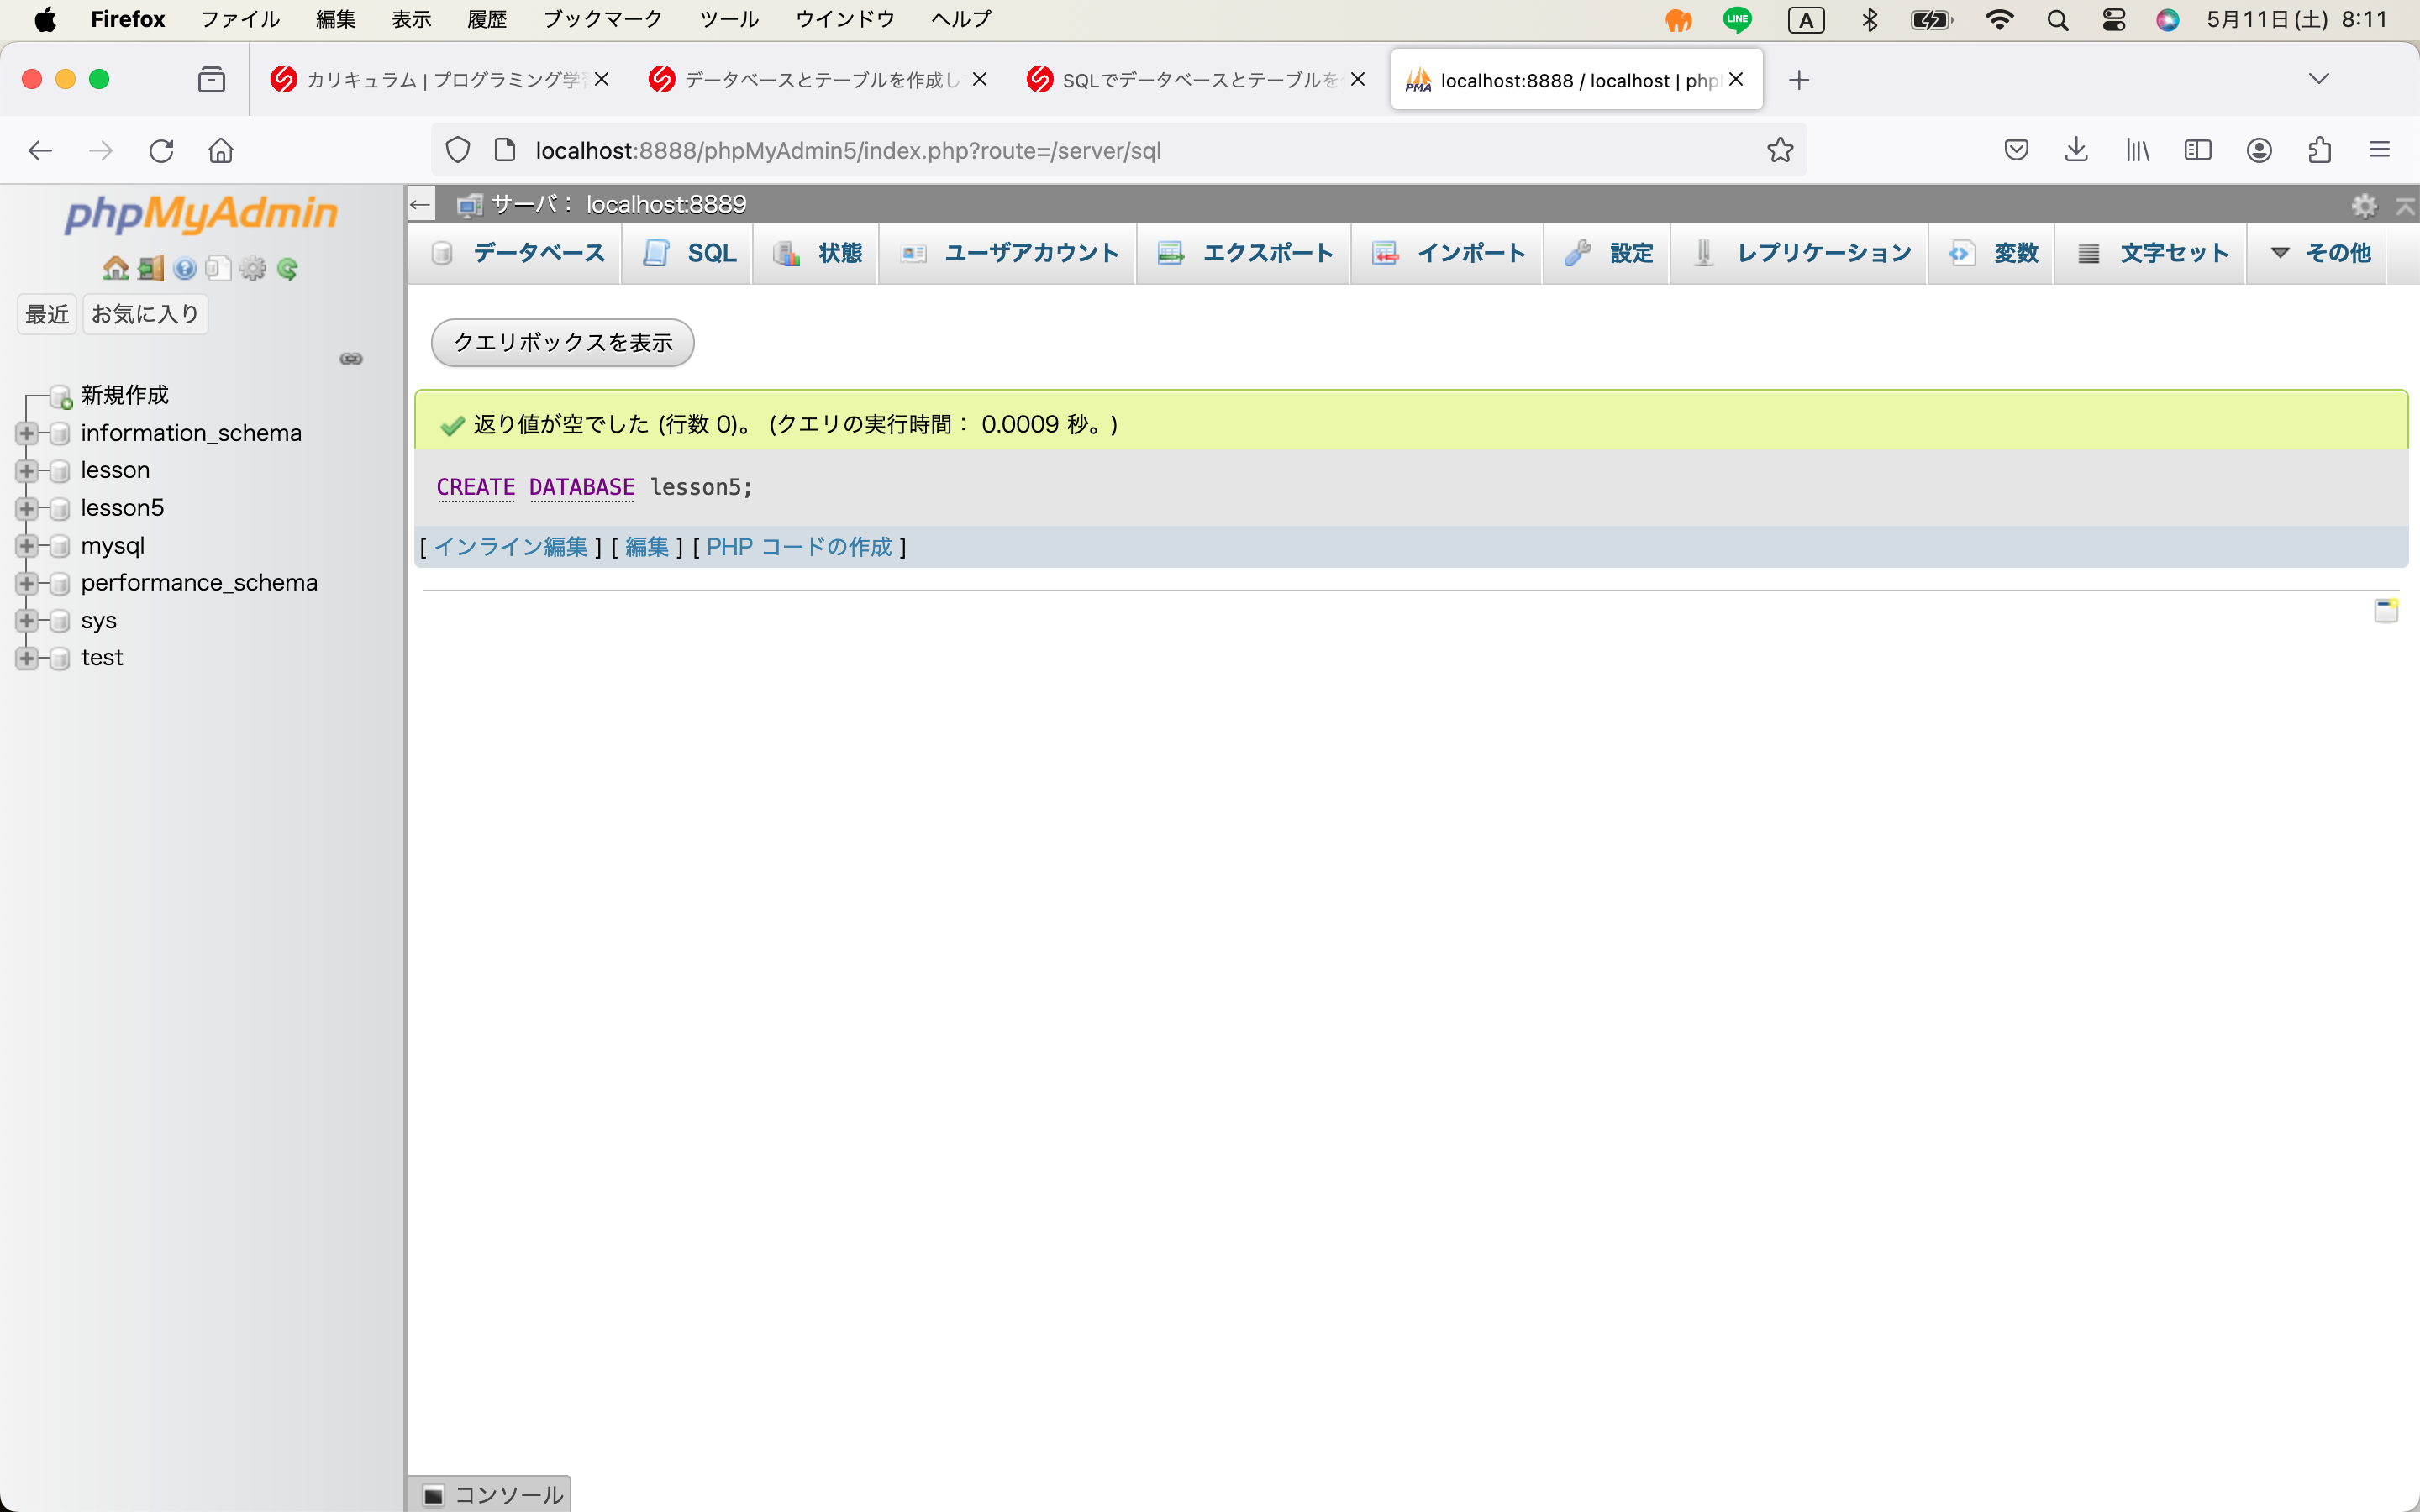 Firefox ファイル 編集 表示 履歴 ブックマーク ツール ウインドウ ヘルプ LINE A 5月11日(土) 8:11
カリキュラム | プログラミング学 データベースとテーブルを作成し SQLでデータベースとテーブルを PMA localhost:8888 / localhost | php
localhost:8888/phpMyAdmin5/index.php?route=/server/sql
phpMyAdmin
最近 お気に入り
新規作成
information_schema
lesson
lesson5
mysql
performance_schema
sys
test
サーバ: localhost:8889
データベース SQL 状態 ユーザアカウント エクスポート インポート 設定 レプリケーション 変数 文字セット その他
クエリボックスを表示
返り値が空でした (行数 0)。 (クエリの実行時間: 0.0009 秒。)
CREATE DATABASE lesson5;
[ インライン編集 ] [ 編集 ] [ PHP コードの作成 ]
コンソール